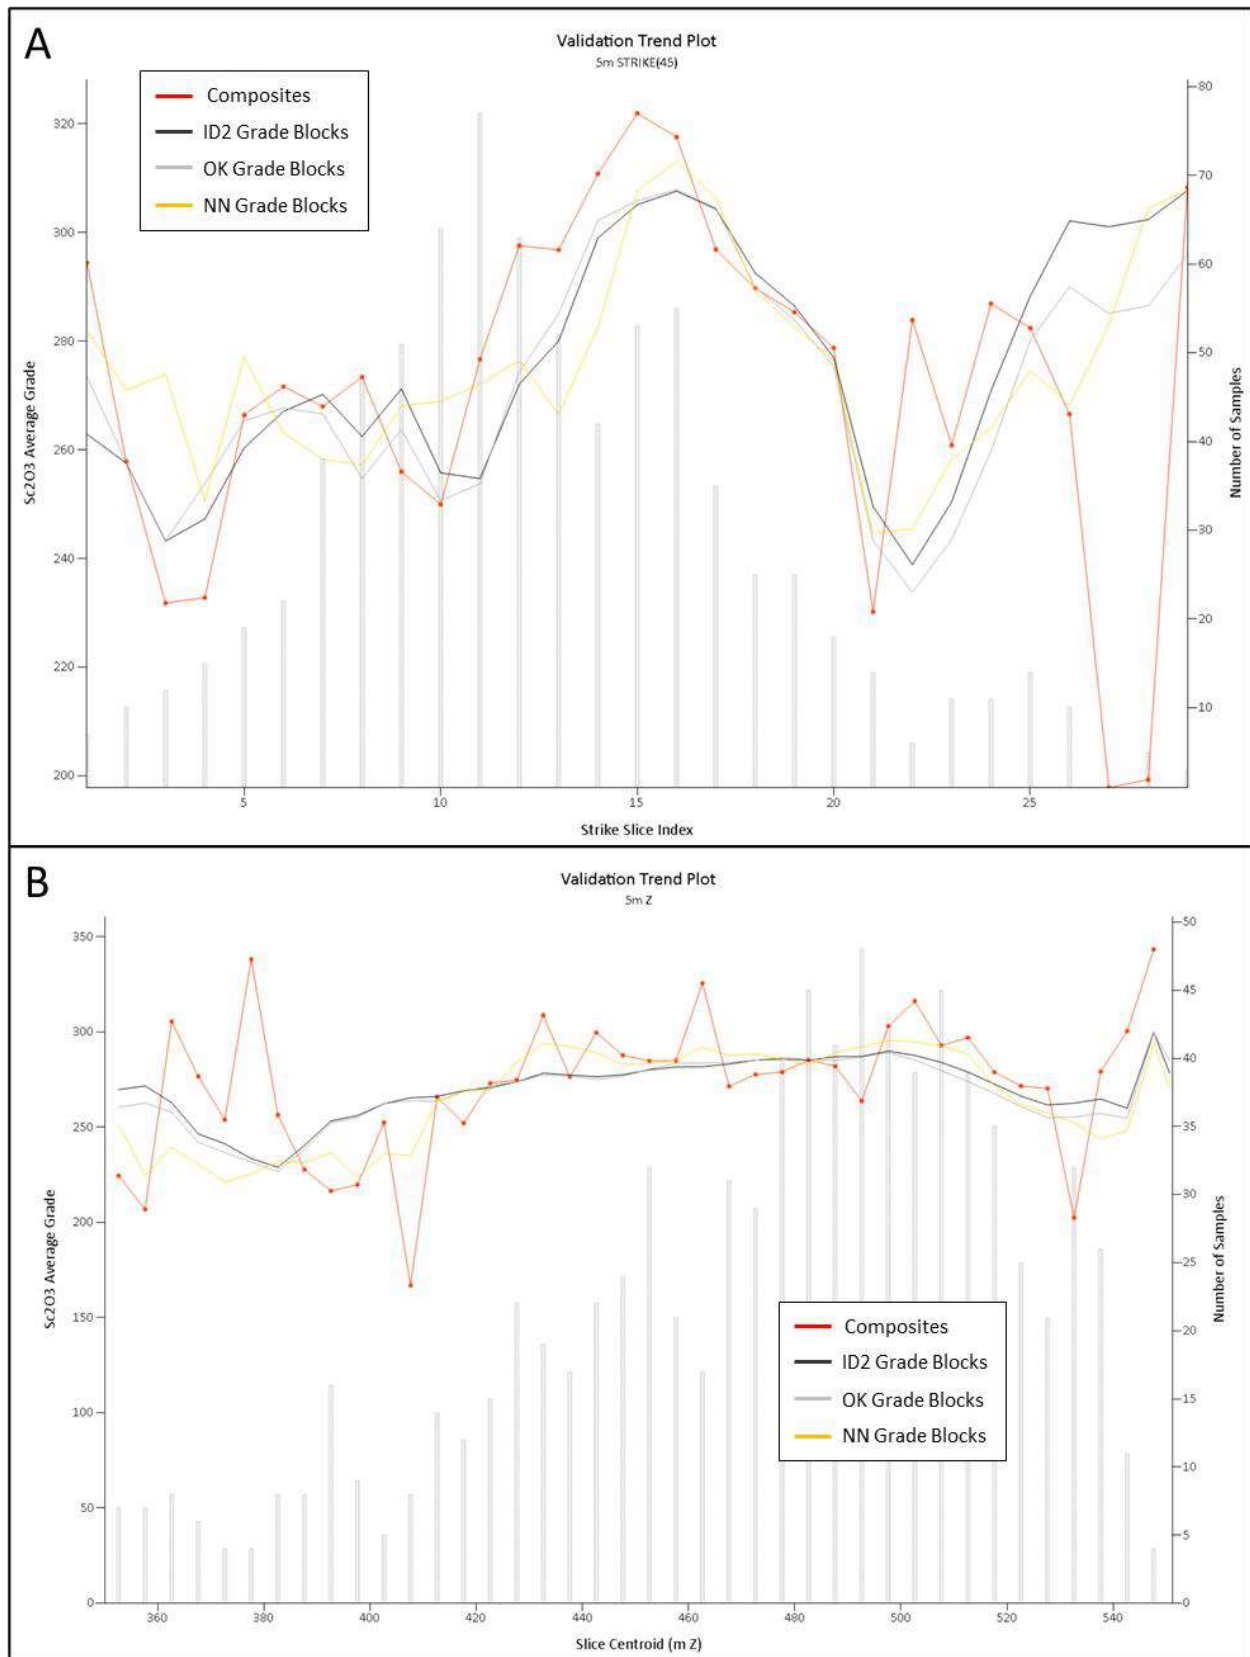 A
Validation Trend Plot
5m STRIKE(45)
Composites
ID2 Grade Blocks
OK Grade Blocks
NN Grade Blocks
320
300
280
260
240
220
200
Sc2O3 Average Grade
80
70
60
50
40
30
20
10
Number of Samples
5 10 15 20 25
Strike Slice Index
B
Validation Trend Plot
5m Z
350
300
250
200
150
100
50
0
Sc2O3 Average Grade
50
45
40
35
30
25
20
15
10
5
0
Number of Samples
Composites
ID2 Grade Blocks
OK Grade Blocks
NN Grade Blocks
360 380 400 420 440 460 480 500 520 540
Slice Centroid (m Z)